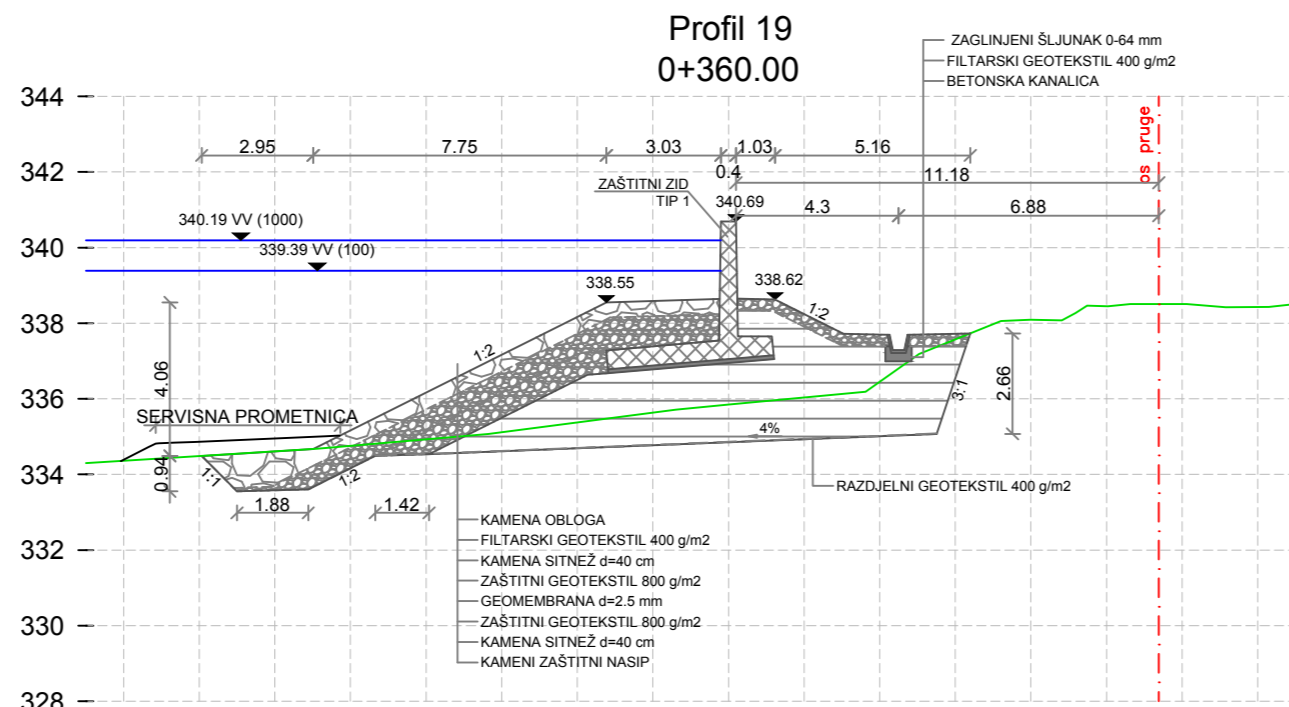 Profil 19
0+360.00
ZAGLINJENI ŠLJUNAK 0-64 mm
FILTARSKI GEOTEKSTIL 400 g/m2
BETONSKA KANALICA
344
342
340
338
336
334
332
330
328
2.95
7.75
3.03
0.4
1.03
5.16
11.18
4.3
6.88
os pruge
ZAŠTITNI ZID
TIP 1
340.69
340.19 VV (1000)
339.39 VV (100)
338.55
338.62
1:2
1:2
4.06
2.66
3:1
SERVISNA PROMETNICA
4%
0.94
1:1
1:2
1.88
1.42
RAZDJELNI GEOTEKSTIL 400 g/m2
KAMENA OBLOGA
FILTARSKI GEOTEKSTIL 400 g/m2
KAMENA SITNEŽ d=40 cm
ZAŠTITNI GEOTEKSTIL 800 g/m2
GEOMEMBRANA d=2.5 mm
ZAŠTITNI GEOTEKSTIL 800 g/m2
KAMENA SITNEŽ d=40 cm
KAMENI ZAŠTITNI NASIP